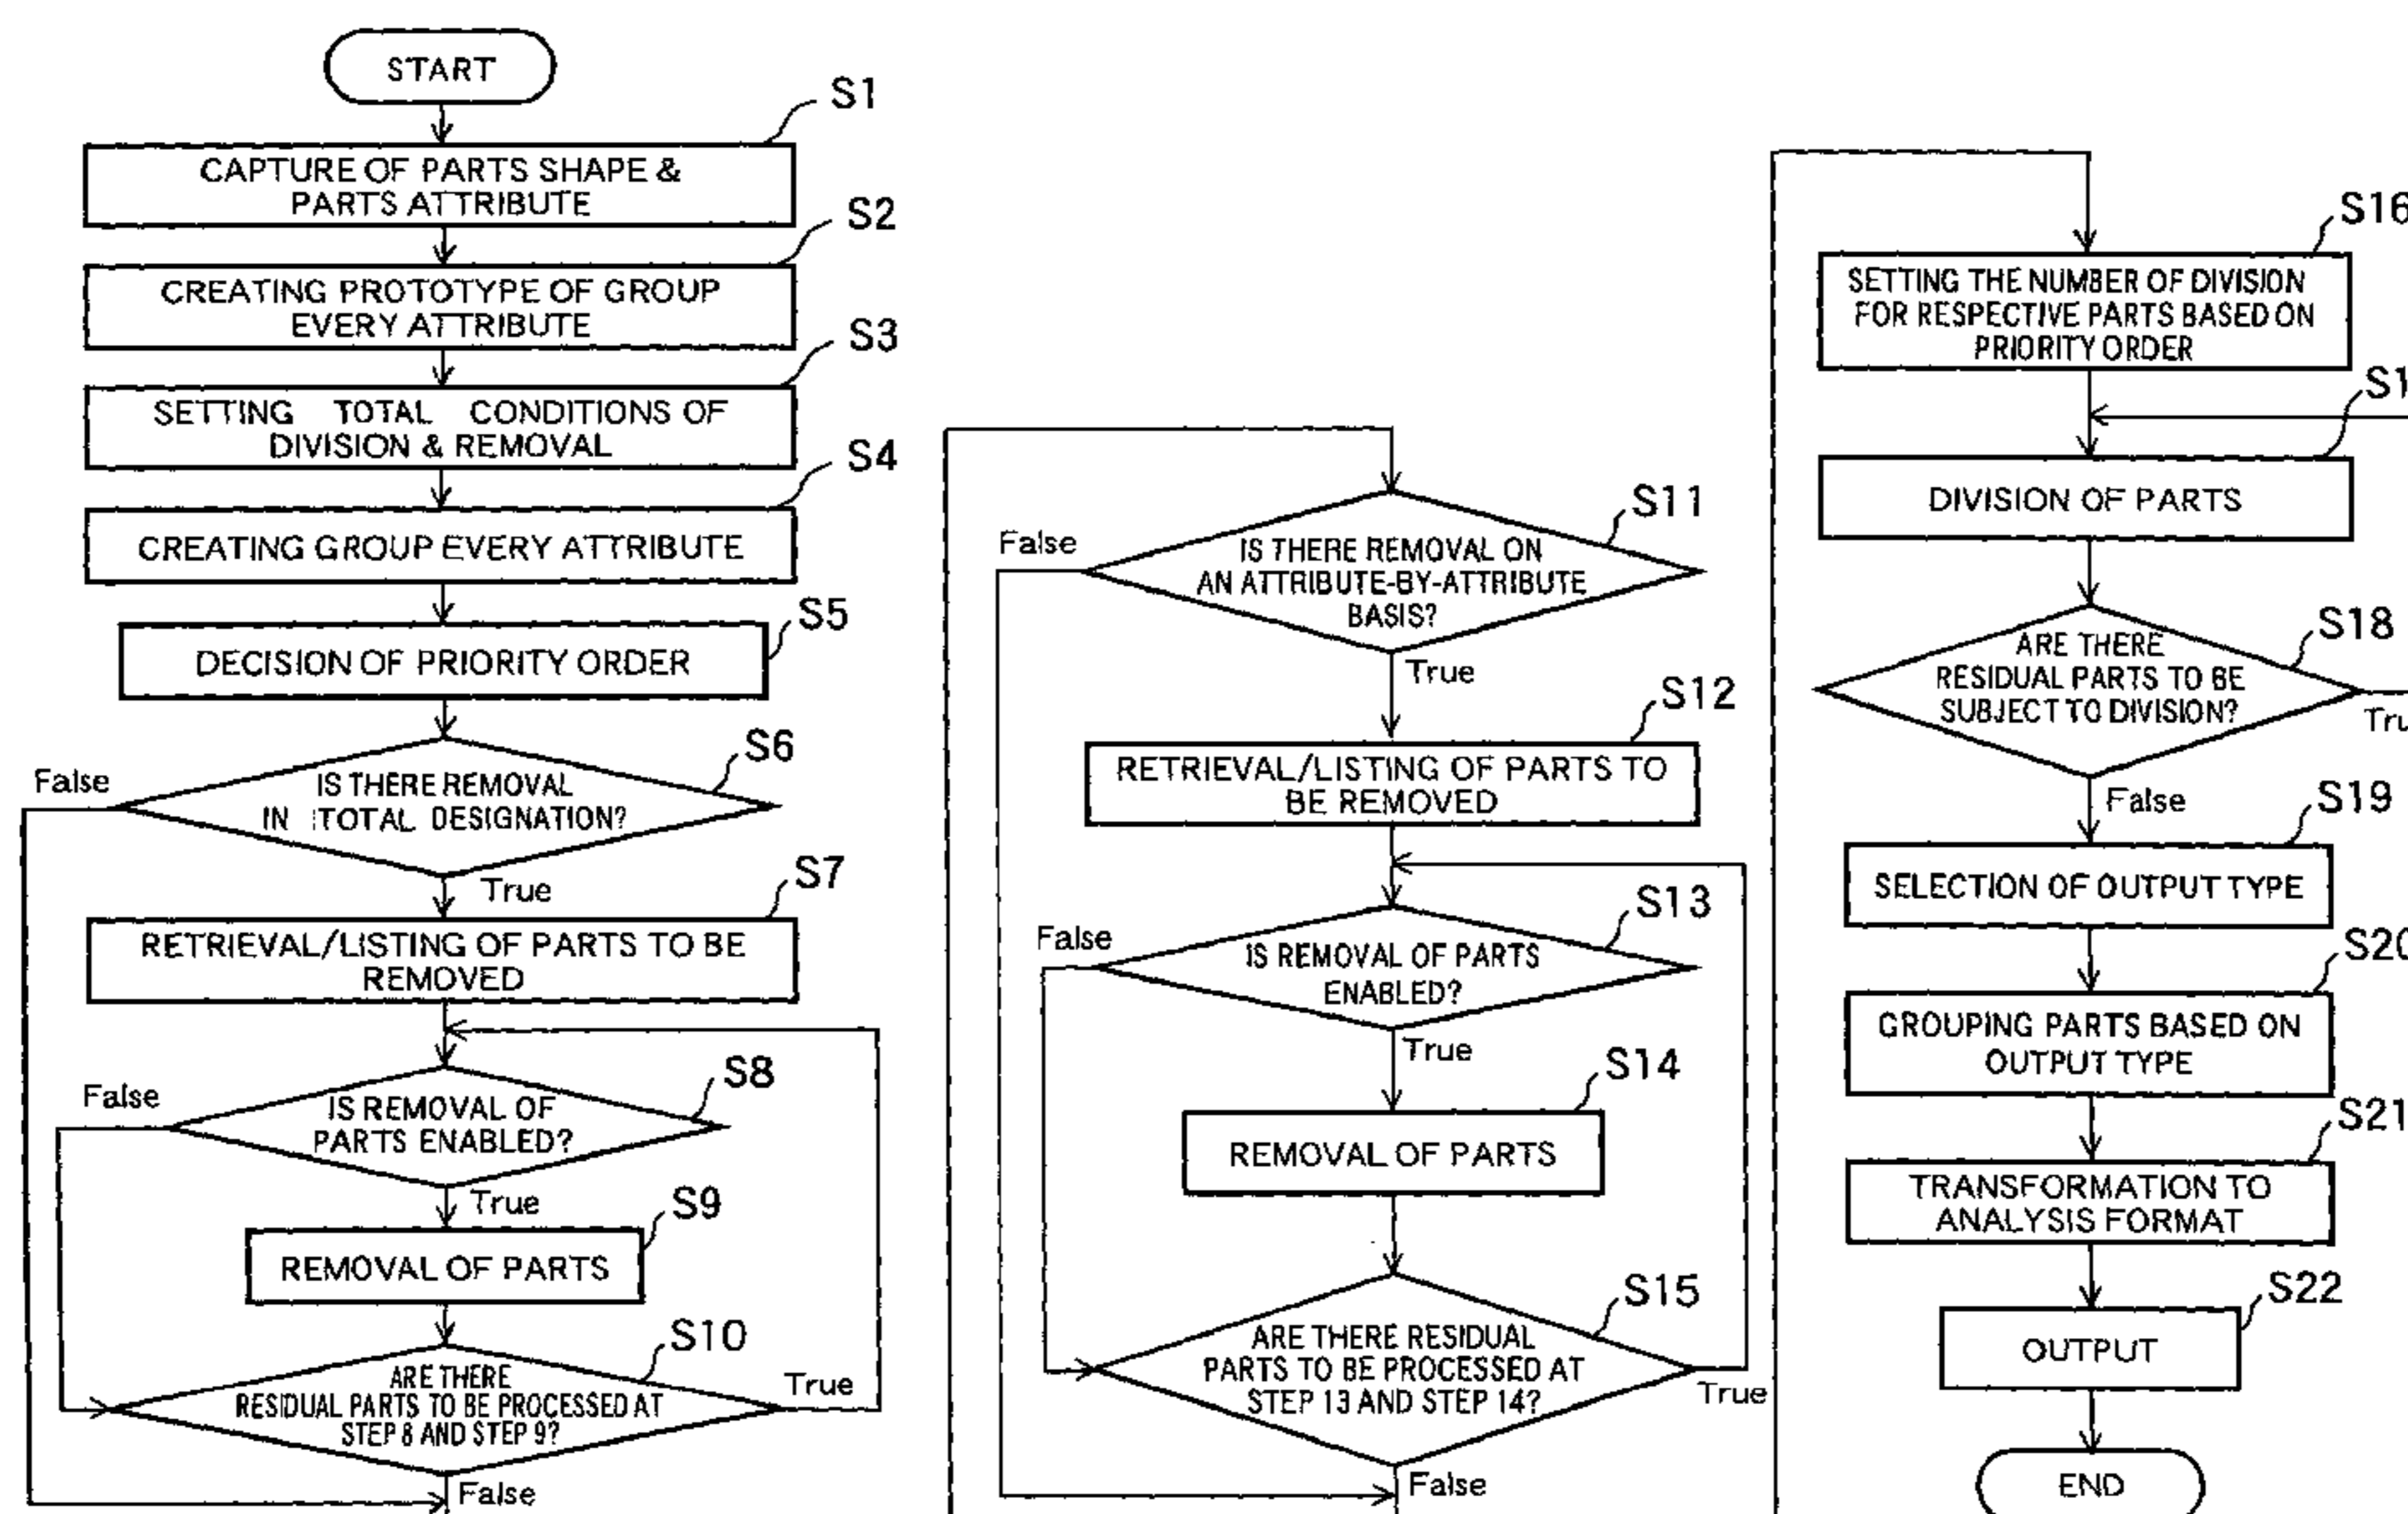 START
S1
CAPTURE OF PARTS SHAPE &
PARTS ATTRIBUTE
S2
CREATING PROTOTYPE OF GROUP
EVERY ATTRIBUTE
S3
SETTING TOTAL CONDITIONS OF
DIVISION & REMOVAL
S4
CREATING GROUP EVERY ATTRIBUTE
S5
DECISION OF PRIORITY ORDER
S6
False
IS THERE REMOVAL
IN TOTAL DESIGNATION?
True
S7
RETRIEVAL/LISTING OF PARTS TO BE
REMOVED
S8
False
IS REMOVAL OF
PARTS ENABLED?
True
S9
REMOVAL OF PARTS
S10
ARE THERE
RESIDUAL PARTS TO BE PROCESSED AT
STEP 8 AND STEP 9?
True
False
S11
False
IS THERE REMOVAL ON
AN ATTRIBUTE-BY-ATTRIBUTE
BASIS?
True
S12
RETRIEVAL/LISTING OF PARTS TO
BE REMOVED
S13
False
IS REMOVAL OF PARTS
ENABLED?
True
S14
REMOVAL OF PARTS
S15
ARE THERE RESIDUAL
PARTS TO BE PROCESSED AT
STEP 13 AND STEP 14?
True
False
S16
SETTING THE NUMBER OF DIVISION
FOR RESPECTIVE PARTS BASED ON
PRIORITY ORDER
DIVISION OF PARTS
S18
ARE THERE
RESIDUAL PARTS TO BE
SUBJECT TO DIVISION?
False
S19
SELECTION OF OUTPUT TYPE
S20
GROUPING PARTS BASED ON
OUTPUT TYPE
S21
TRANSFORMATION TO
ANALYSIS FORMAT
S22
OUTPUT
END